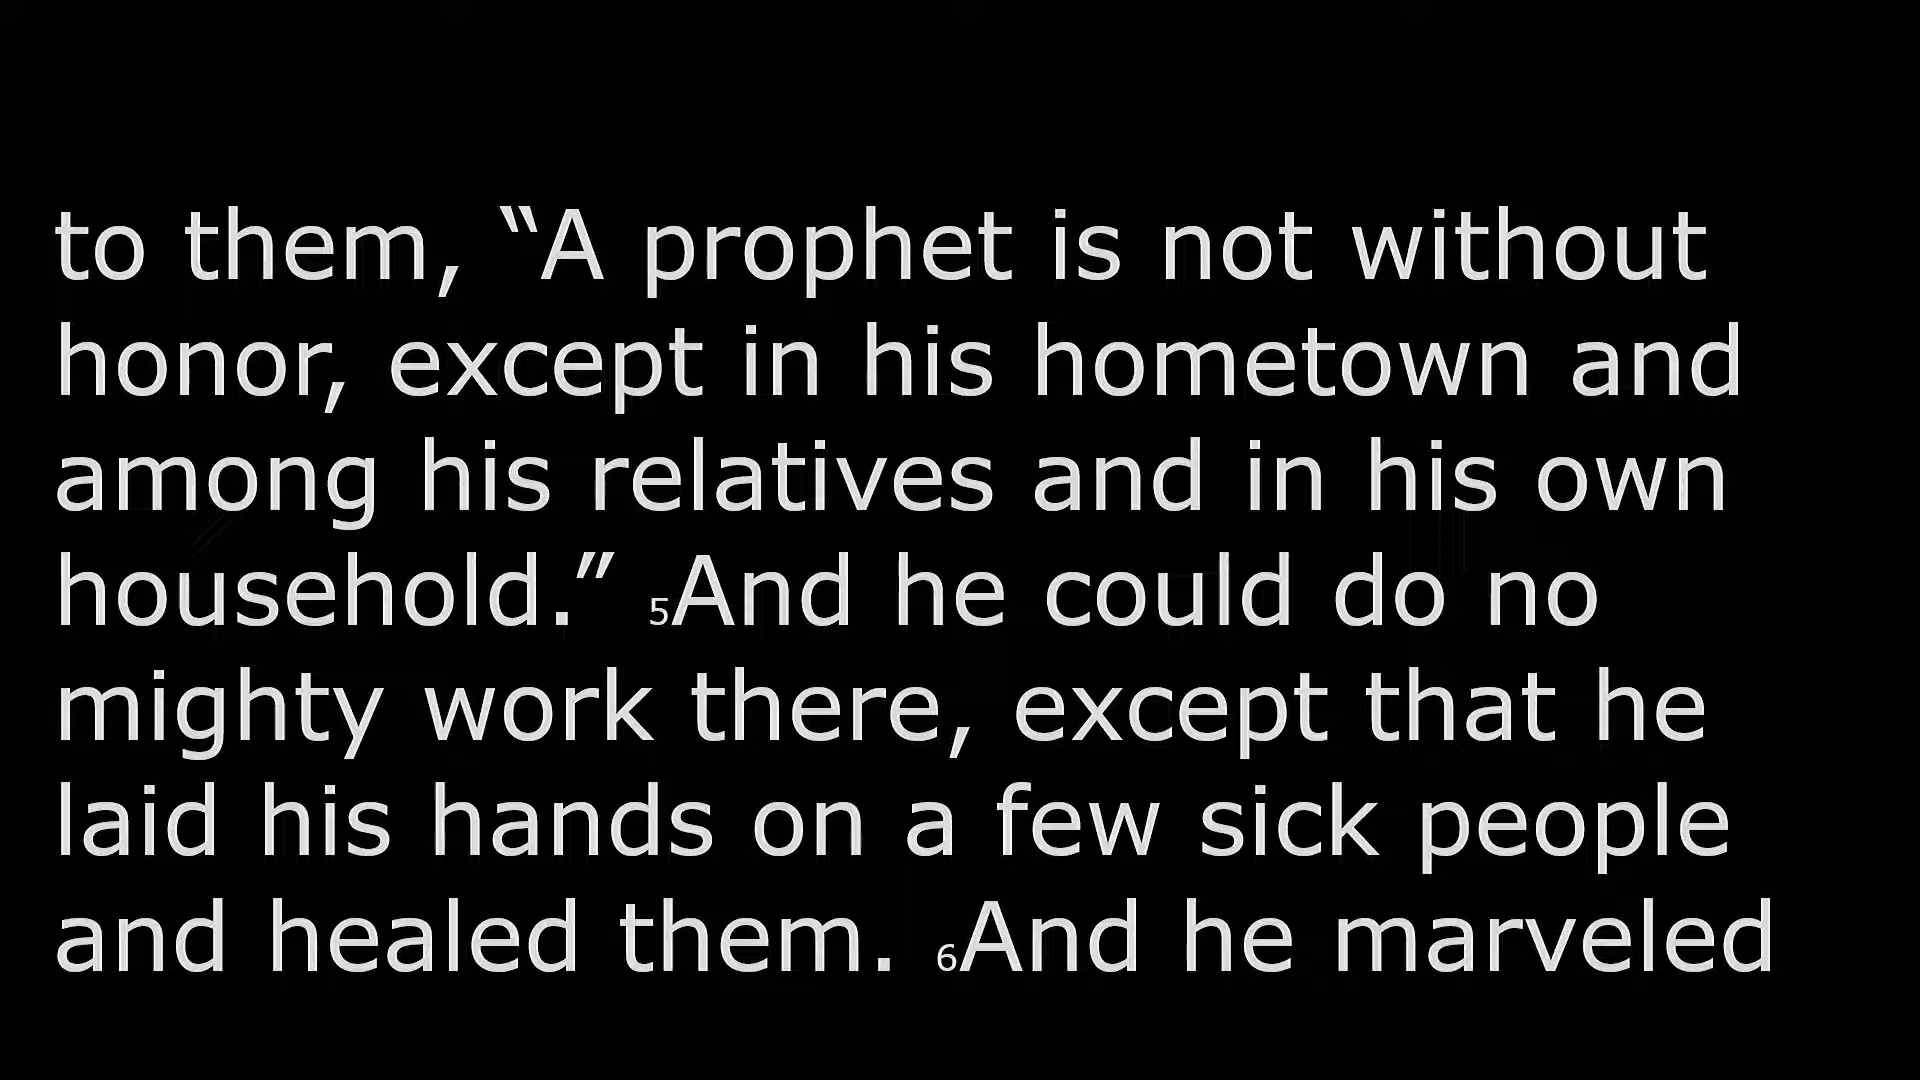 to them, “A prophet is not without
honor, except in his hometown and
among his relatives and in his own
household.” 5And he could do no
mighty work there, except that he
laid his hands on a few sick people
and healed them. 6And he marveled